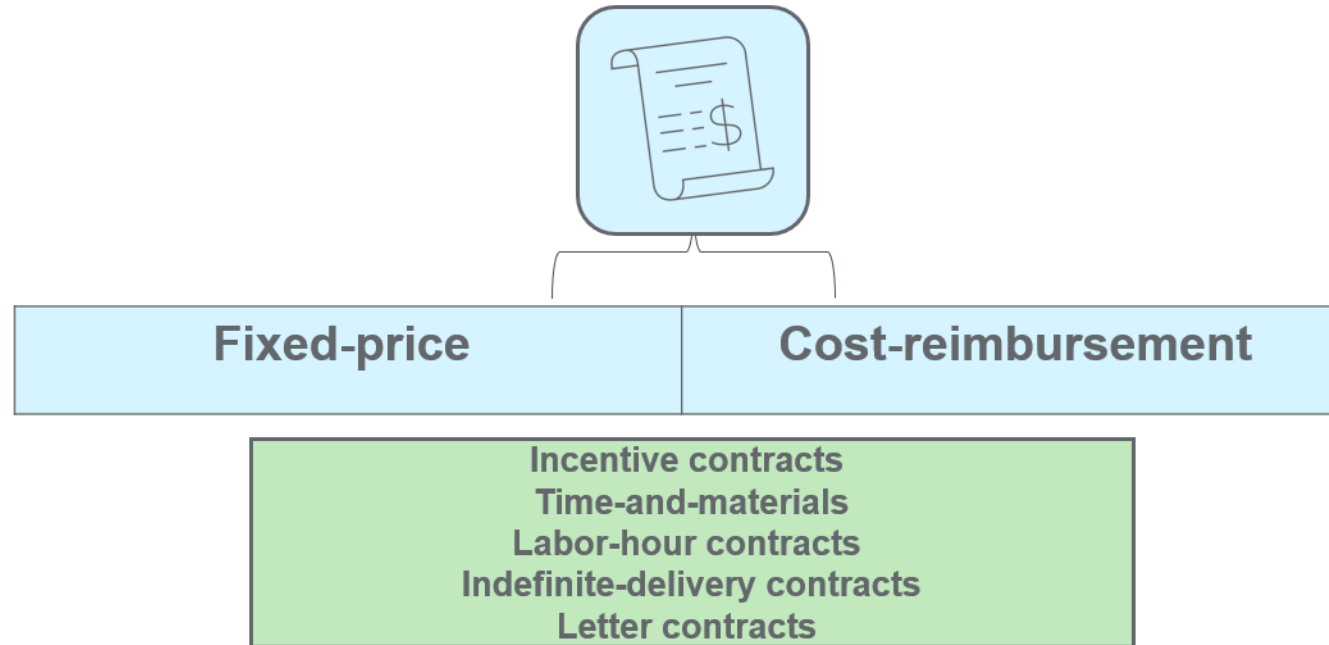 $
Fixed-price
Cost-reimbursement
Incentive contracts
Time-and-materials
Labor-hour contracts
Indefinite-delivery contracts
Letter contracts